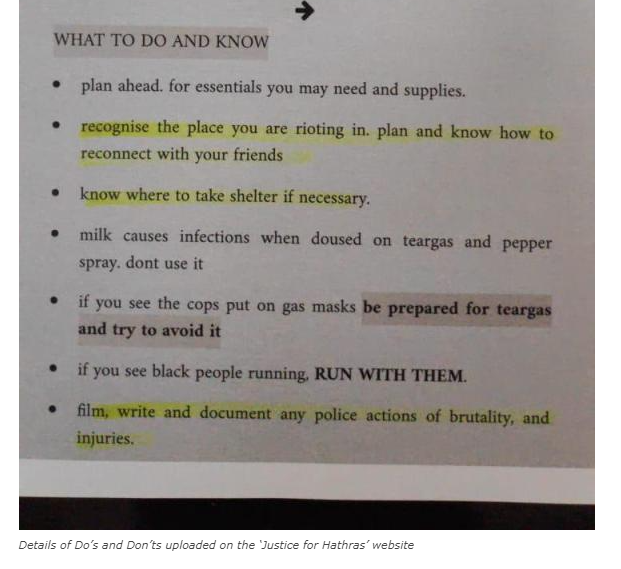 WHAT TO DO AND KNOW
• plan ahead. for essentials you may need and supplies.
• recognise the place you are rioting in. plan and know how to
reconnect with your friends
• know where to take shelter if necessary.
• milk causes infections when doused on teargas and pepper
spray. dont use it
• if you see the cops put on gas masks be prepared for teargas
and try to avoid it
• if you see black people running, RUN WITH THEM.
• film, write and document any police actions of brutality, and
injuries.
Details of Do's and Don'ts uploaded on the 'Justice for Hathras' website